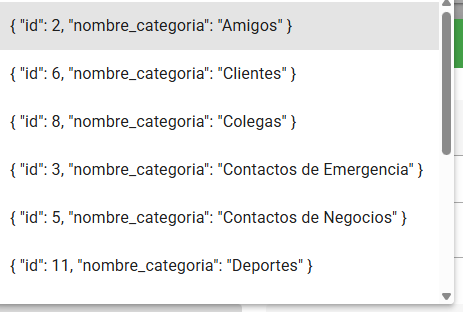 { "id": 2, "nombre_categoria": "Amigos" }
{ "id": 6, "nombre_categoria": "Clientes" }
{ "id": 8, "nombre_categoria": "Colegas" }
{ "id": 3, "nombre_categoria": "Contactos de Emergencia" }
{ "id": 5, "nombre_categoria": "Contactos de Negocios" }
{ "id": 11, "nombre_categoria": "Deportes" }